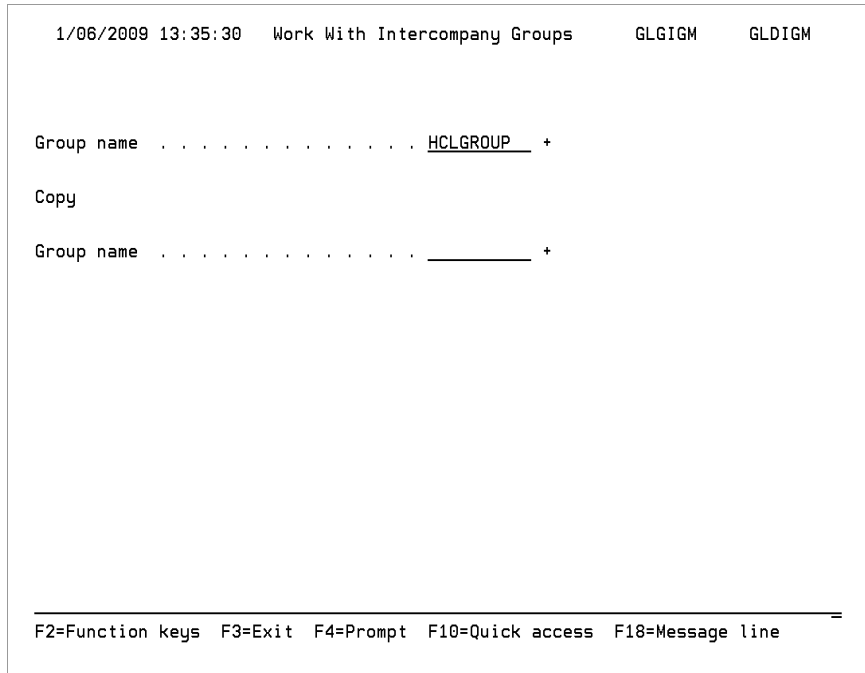 1/06/2009 13:35:30 Work With Intercompany Groups GLGIGM GLDIGM
Group name . . . . . . . . . . . . . HCLGROUP +
Copy
Group name . . . . . . . . . . . . . __________ +
F2=Function keys F3=Exit F4=Prompt F10=Quick access F18=Message line